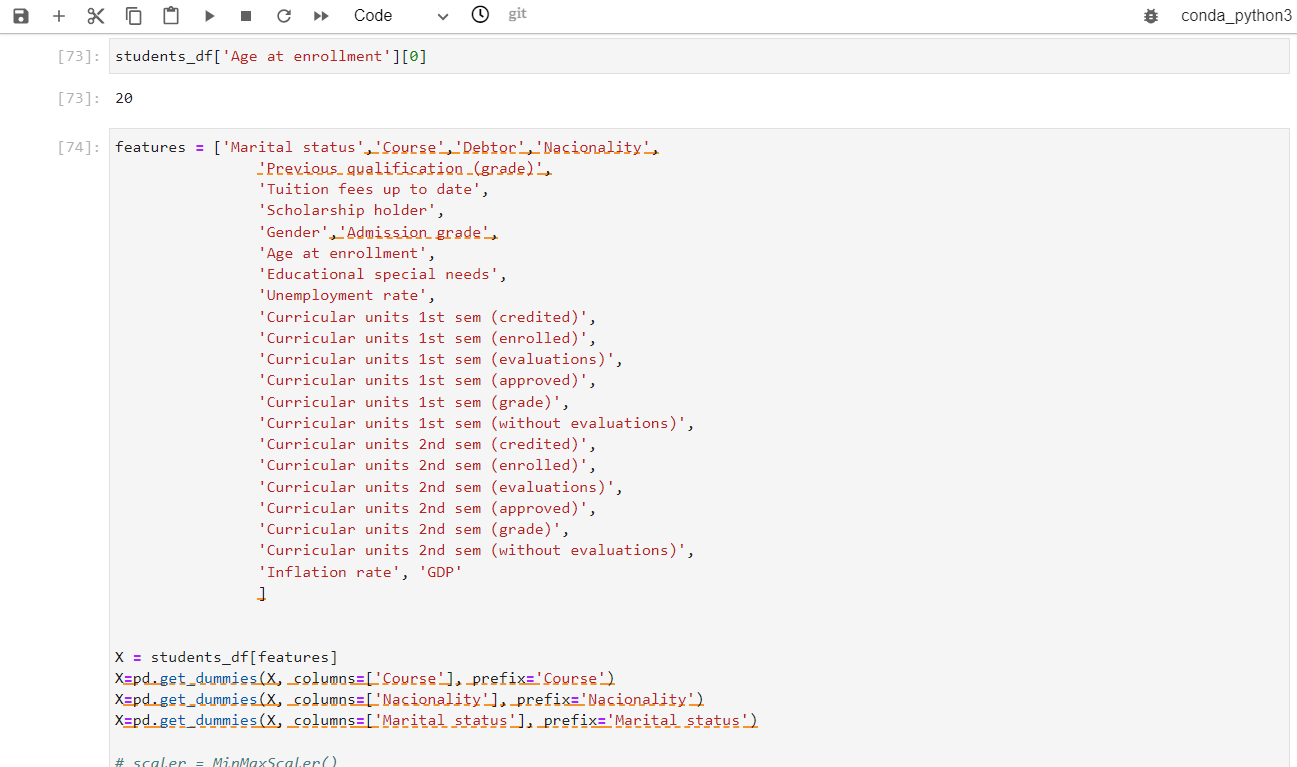 Code git conda_python3
[73]: students_df['Age at enrollment'][0]
[73]: 20
[74]: features = ['Marital status','Course','Debtor','Nacionality',
'Previous qualification (grade)',
'Tuition fees up to date',
'Scholarship holder',
'Gender','Admission grade',
'Age at enrollment',
'Educational special needs',
'Unemployment rate',
'Curricular units 1st sem (credited)',
'Curricular units 1st sem (enrolled)',
'Curricular units 1st sem (evaluations)',
'Curricular units 1st sem (approved)',
'Curricular units 1st sem (grade)',
'Curricular units 1st sem (without evaluations)',
'Curricular units 2nd sem (credited)',
'Curricular units 2nd sem (enrolled)',
'Curricular units 2nd sem (evaluations)',
'Curricular units 2nd sem (approved)',
'Curricular units 2nd sem (grade)',
'Curricular units 2nd sem (without evaluations)',
'Inflation rate', 'GDP'
]
X = students_df[features]
X=pd.get_dummies(X, columns=['Course'], prefix='Course')
X=pd.get_dummies(X, columns=['Nacionality'], prefix='Nacionality')
X=pd.get_dummies(X, columns=['Marital status'], prefix='Marital status')
# scaler = MinMaxScaler()